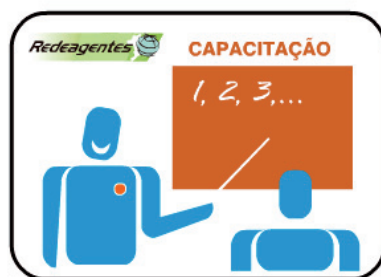 Redeagentes
CAPACITAÇÃO
1, 2, 3,...